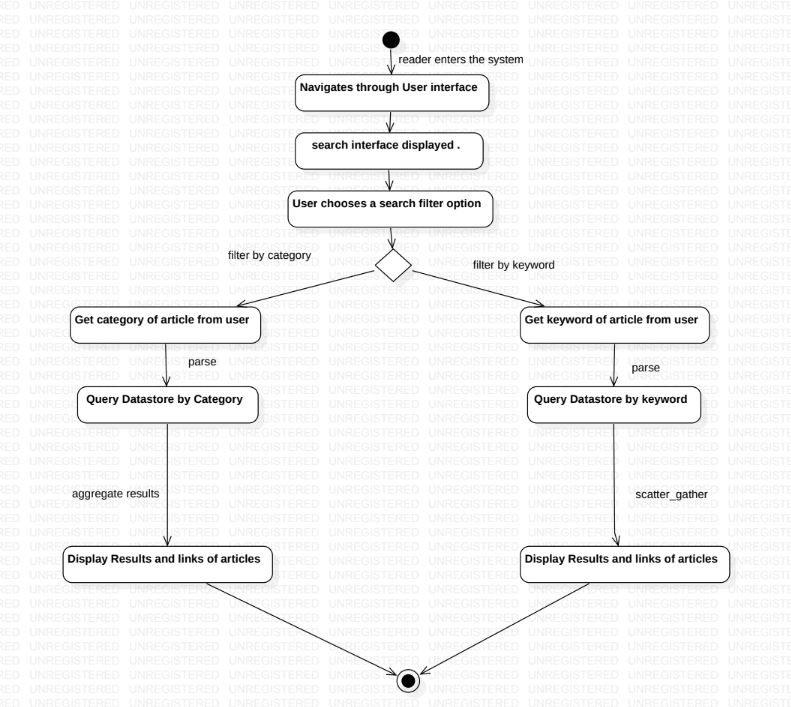 reader enters the system
Navigates through User interface
search interface displayed .
User chooses a search filter option
filter by category
filter by keyword
Get category of article from user
Get keyword of article from user
parse
parse
Query Datastore by Category
Query Datastore by keyword
aggregate results
scatter_gather
Display Results and links of articles
Display Results and links of articles
UNREGISTERED